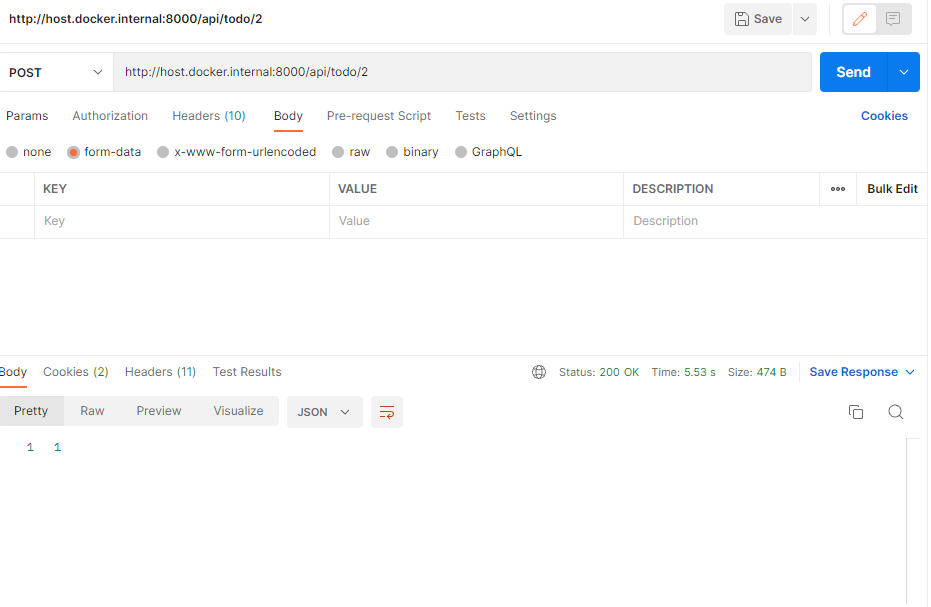 http://host.docker.internal:8000/api/todo/2 Save
POST http://host.docker.internal:8000/api/todo/2 Send
Params Authorization Headers (10) Body Pre-request Script Tests Settings Cookies
none form-data x-www-form-urlencoded raw binary GraphQL
KEY VALUE DESCRIPTION Bulk Edit
Key Value Description
Body Cookies (2) Headers (11) Test Results Status: 200 OK Time: 5.53 s Size: 474 B Save Response
Pretty Raw Preview Visualize JSON
1 1